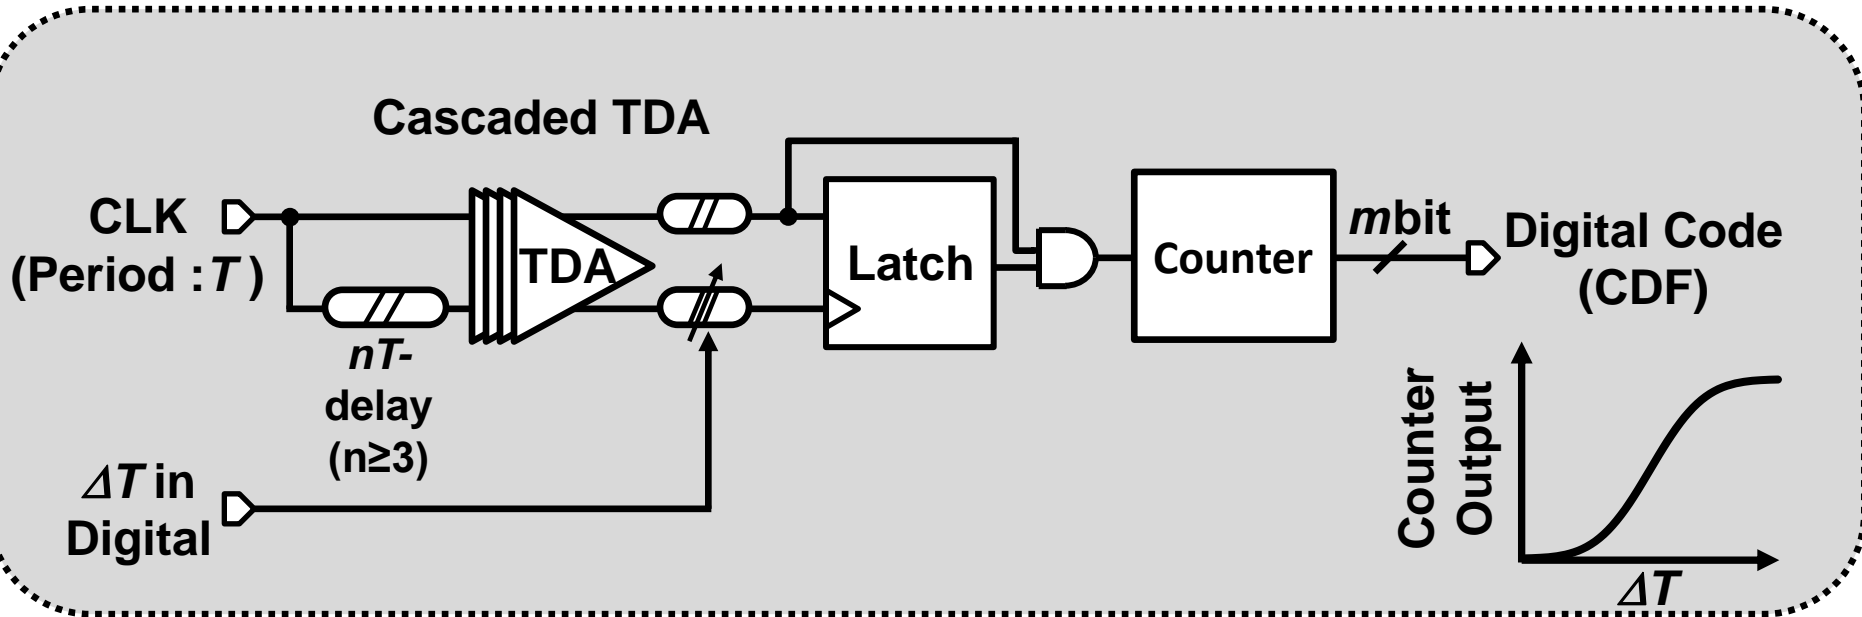 Cascaded TDA
CLK
(Period : T )
TDA
nT-
delay
(n≥3)
ΔT in
Digital
Latch
Counter
mbit
Digital Code
(CDF)
Counter
Output
ΔT